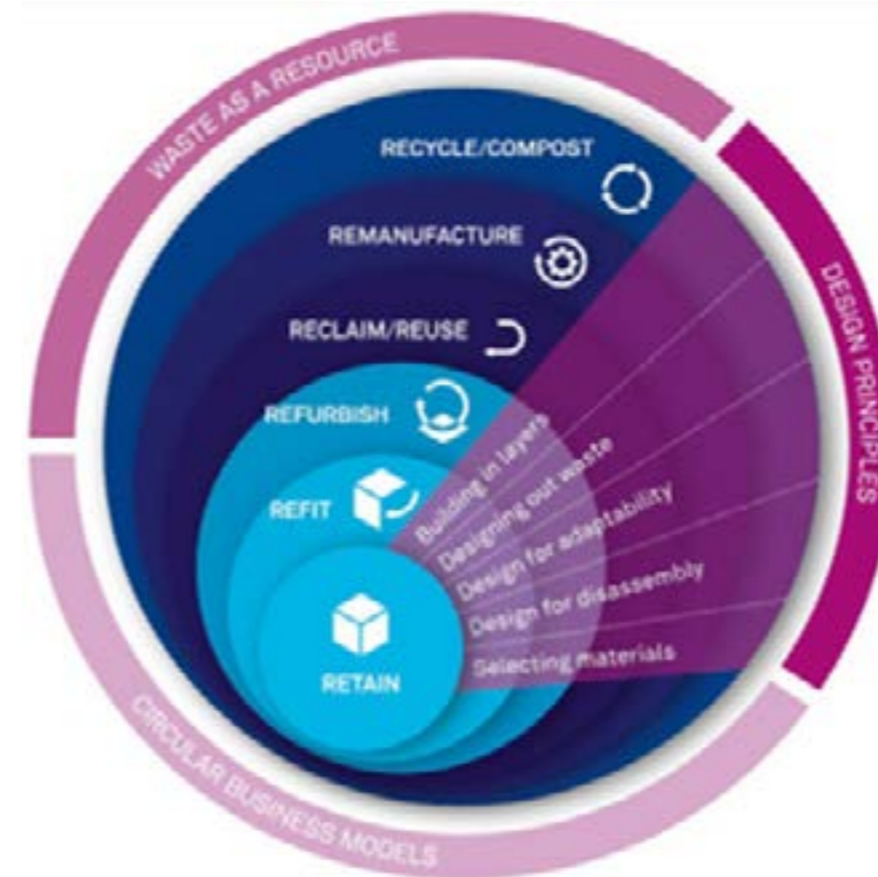 WASTE AS A RESOURCE
RECYCLE/COMPOST
REMANUFACTURE
RECLAIM/REUSE
REFURBISH
REFIT
RETAIN
Building in layers
Designing out waste
Design for adaptability
Design for disassembly
Selecting materials
DESIGN PRINCIPLES
CIRCULAR BUSINESS MODELS